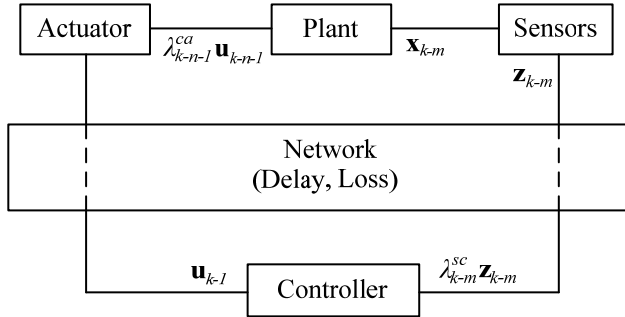 Actuator
Plant
Sensors
λ^{ca}_{k-n-1} u_{k-n-1}
x_{k-m}
z_{k-m}
Network
(Delay, Loss)
u_{k-1}
λ^{sc}_{k-m} z_{k-m}
Controller